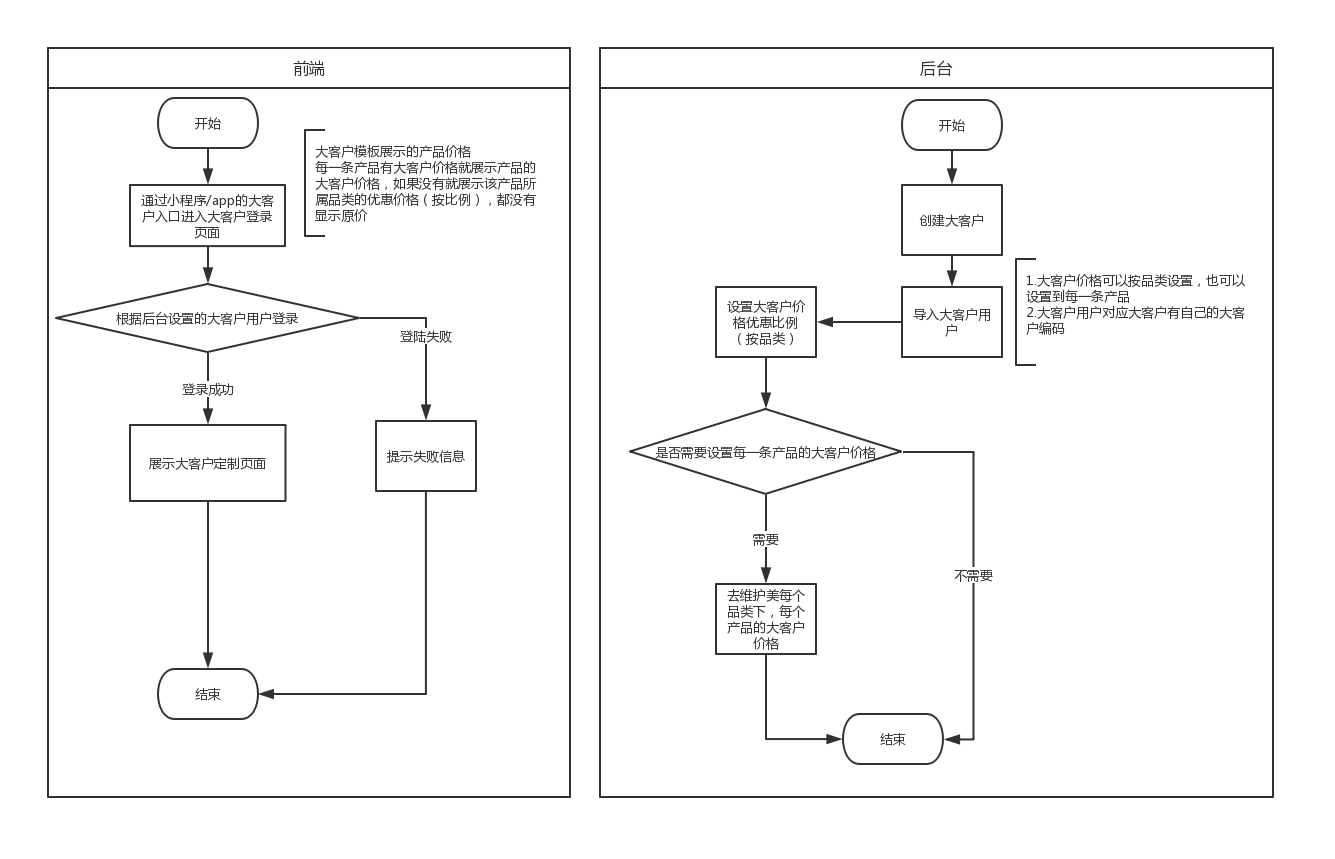 前端
开始
大客户模板展示的产品价格
每一条产品有大客户价格就展示产品的
大客户价格，如果没有就展示该产品所
属品类的优惠价格（按比例），都没有
显示原价
通过小程序/app的大客
户入口进入大客户登录
页面
根据后台设置的大客户用户登录
登陆失败
登录成功
展示大客户定制页面
提示失败信息
结束
后台
开始
创建大客户
1.大客户价格可以按品类设置，也可以
设置到每一条产品
2.大客户用户对应大客户有自己的大客
户编码
导入大客户用
户
设置大客户价
格优惠比例
（按品类）
是否需要设置每一条产品的大客户价格
需要
不需要
去维护美每个
品类下，每个
产品的大客户
价格
结束